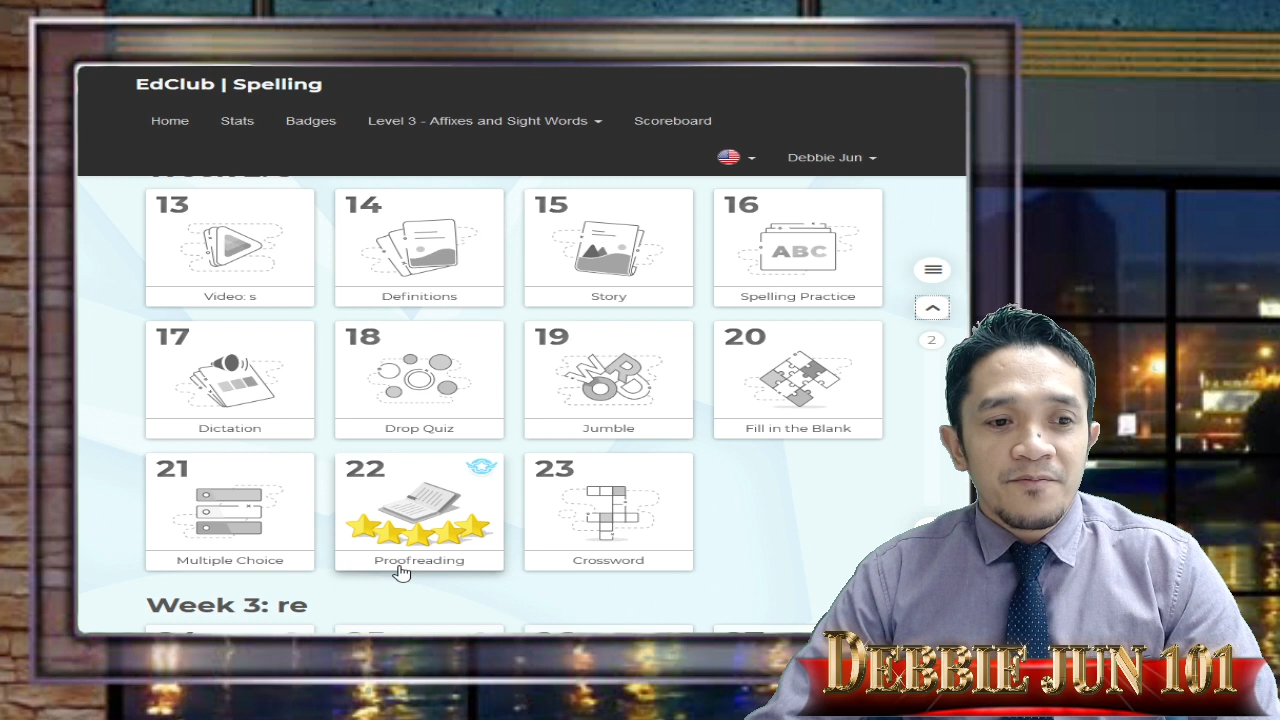 EdClub | Spelling
Home Stats Badges Level 3 - Affixes and Sight Words Scoreboard
Debbie Jun
13 14 15 16
ABC
Video: s Definitions Story Spelling Practice
2
17 18 19 20
WORD
Dictation Drop Quiz Jumble Fill in the Blank
21 22 23
Multiple Choice Proofreading Crossword
Week 3: re
DEBBIE JUN 101